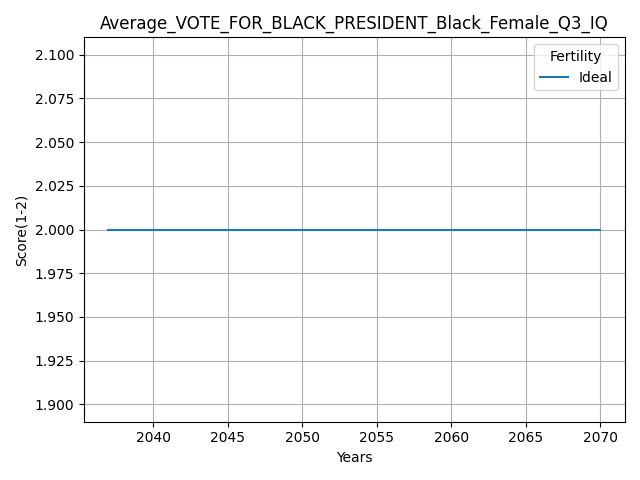 Average_VOTE_FOR_BLACK_PRESIDENT_Black_Female_Q3_IQ
Fertility
Ideal
2.100
2.075
2.050
2.025
2.000
1.975
1.950
1.925
1.900
Score(1-2)
2040 2045 2050 2055 2060 2065 2070
Years